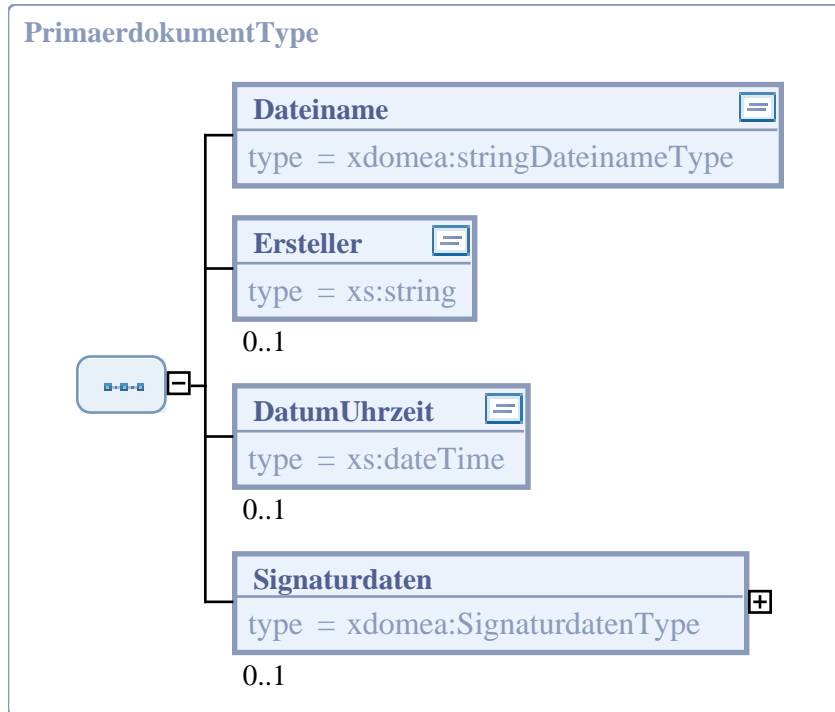 PrimaerdokumentType
Dateiname
type = xdomea:stringDateinameType
Ersteller
type = xs:string
0..1
DatumUhrzeit
type = xs:dateTime
0..1
Signaturdaten
type = xdomea:SignaturdatenType
0..1